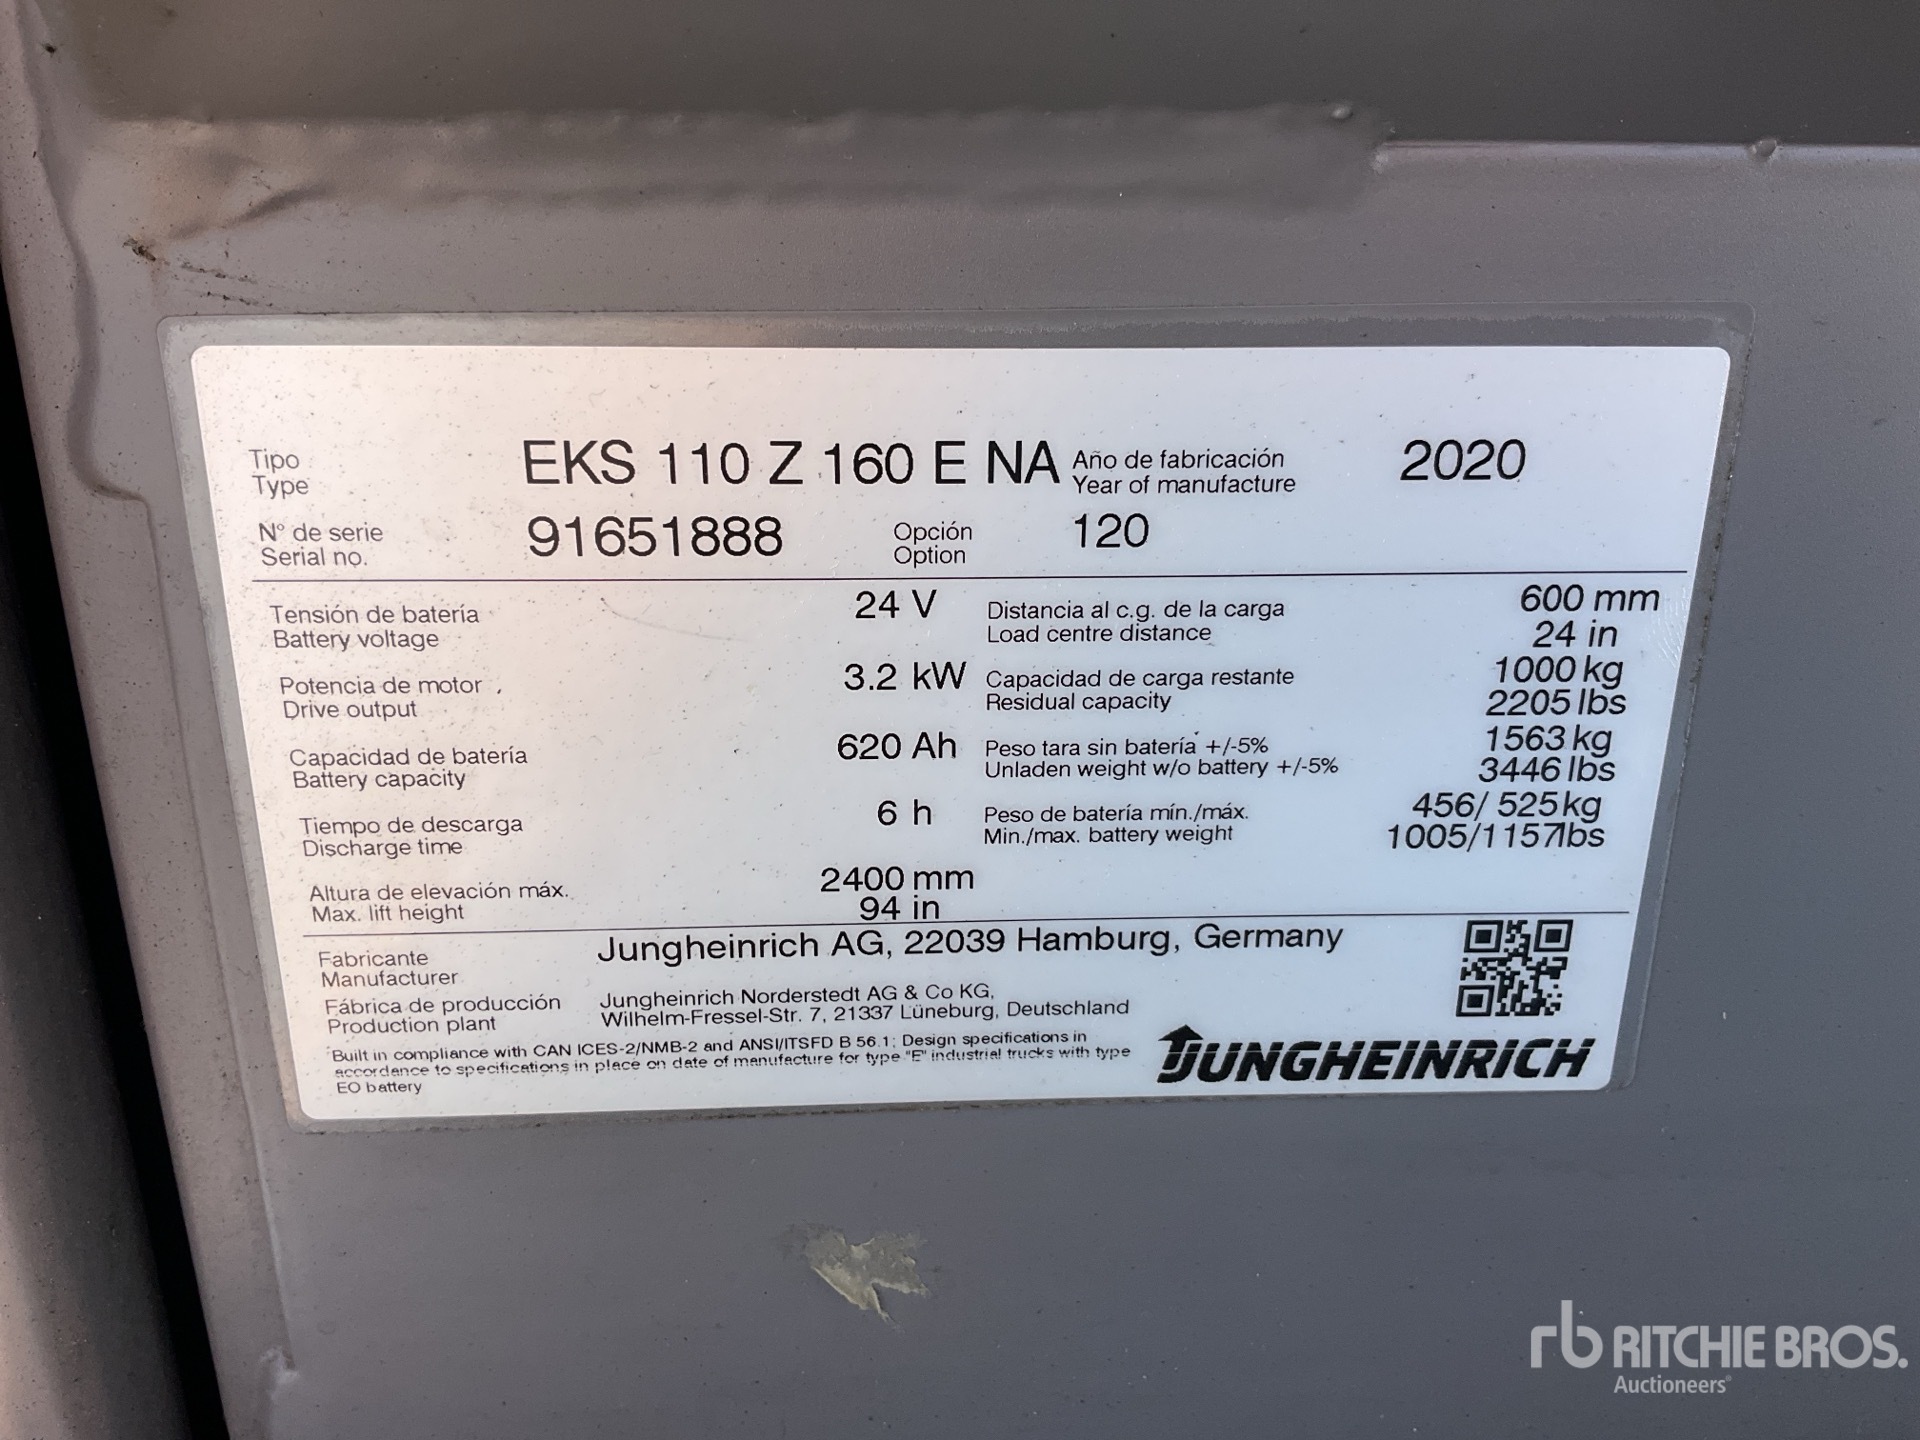 Tipo EKS 110 Z 160 E NA Año de fabricación 2020
Type Year of manufacture
N° de serie 91651888 Opción 120
Serial no. Option
Tensión de batería 24 V Distancia al c.g. de la carga 600 mm
Battery voltage Load centre distance 24 in
Potencia de motor 3.2 kW Capacidad de carga restante 1000 kg
Drive output Residual capacity 2205 lbs
Capacidad de batería 620 Ah Peso tara sin batería +/-5% 1563 kg
Battery capacity Unladen weight w/o battery +/-5% 3446 lbs
Tiempo de descarga 6 h Peso de batería mín./máx. 456/ 525 kg
Discharge time Min./max. battery weight 1005/1157lbs
Altura de elevación máx. 2400 mm
Max. lift height 94 in
Fabricante Jungheinrich AG, 22039 Hamburg, Germany
Manufacturer
Fábrica de producción Jungheinrich Norderstedt AG & Co KG,
Production plant Wilhelm-Fressel-Str. 7, 21337 Lüneburg, Deutschland
Built in compliance with CAN ICES-2/NMB-2 and ANSI/ITSFD B 56.1; Design specifications in
accordance to specifications in place on date of manufacture for type "E" industrial trucks with type
EO battery
JUNGHEINRICH
rb RITCHIE BROS.
Auctioneers®